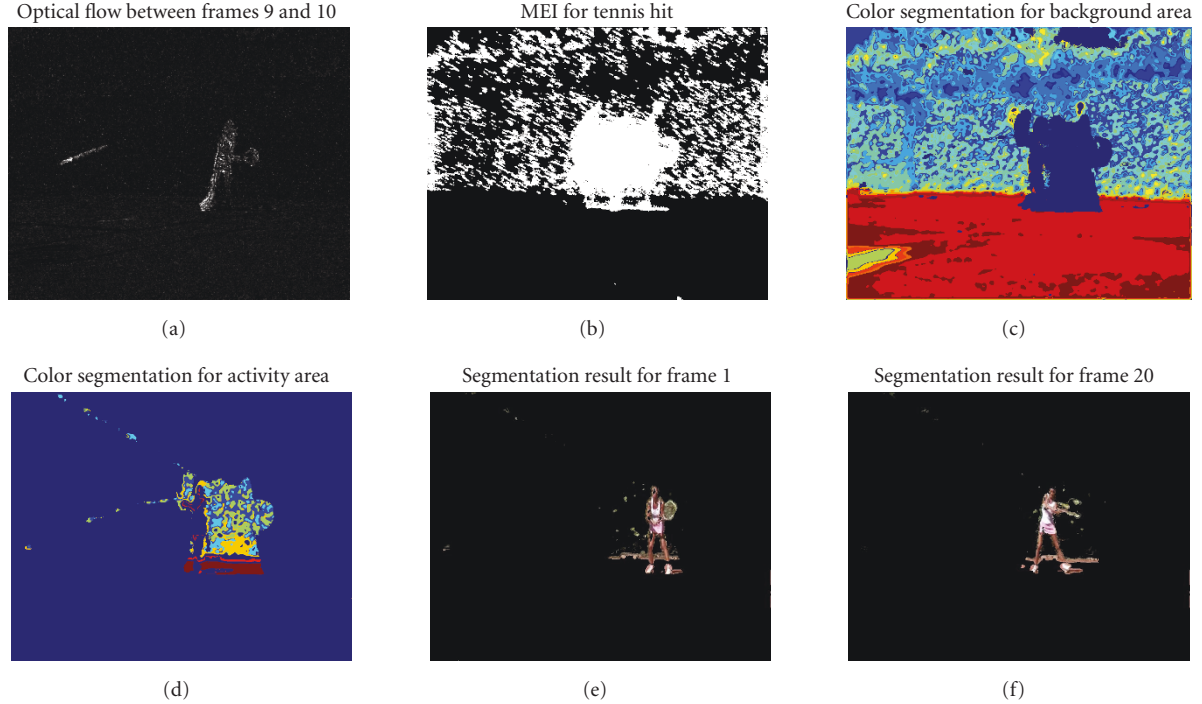 Optical flow between frames 9 and 10
MEI for tennis hit
Color segmentation for background area
(a)
(b)
(c)
Color segmentation for activity area
Segmentation result for frame 1
Segmentation result for frame 20
(d)
(e)
(f)